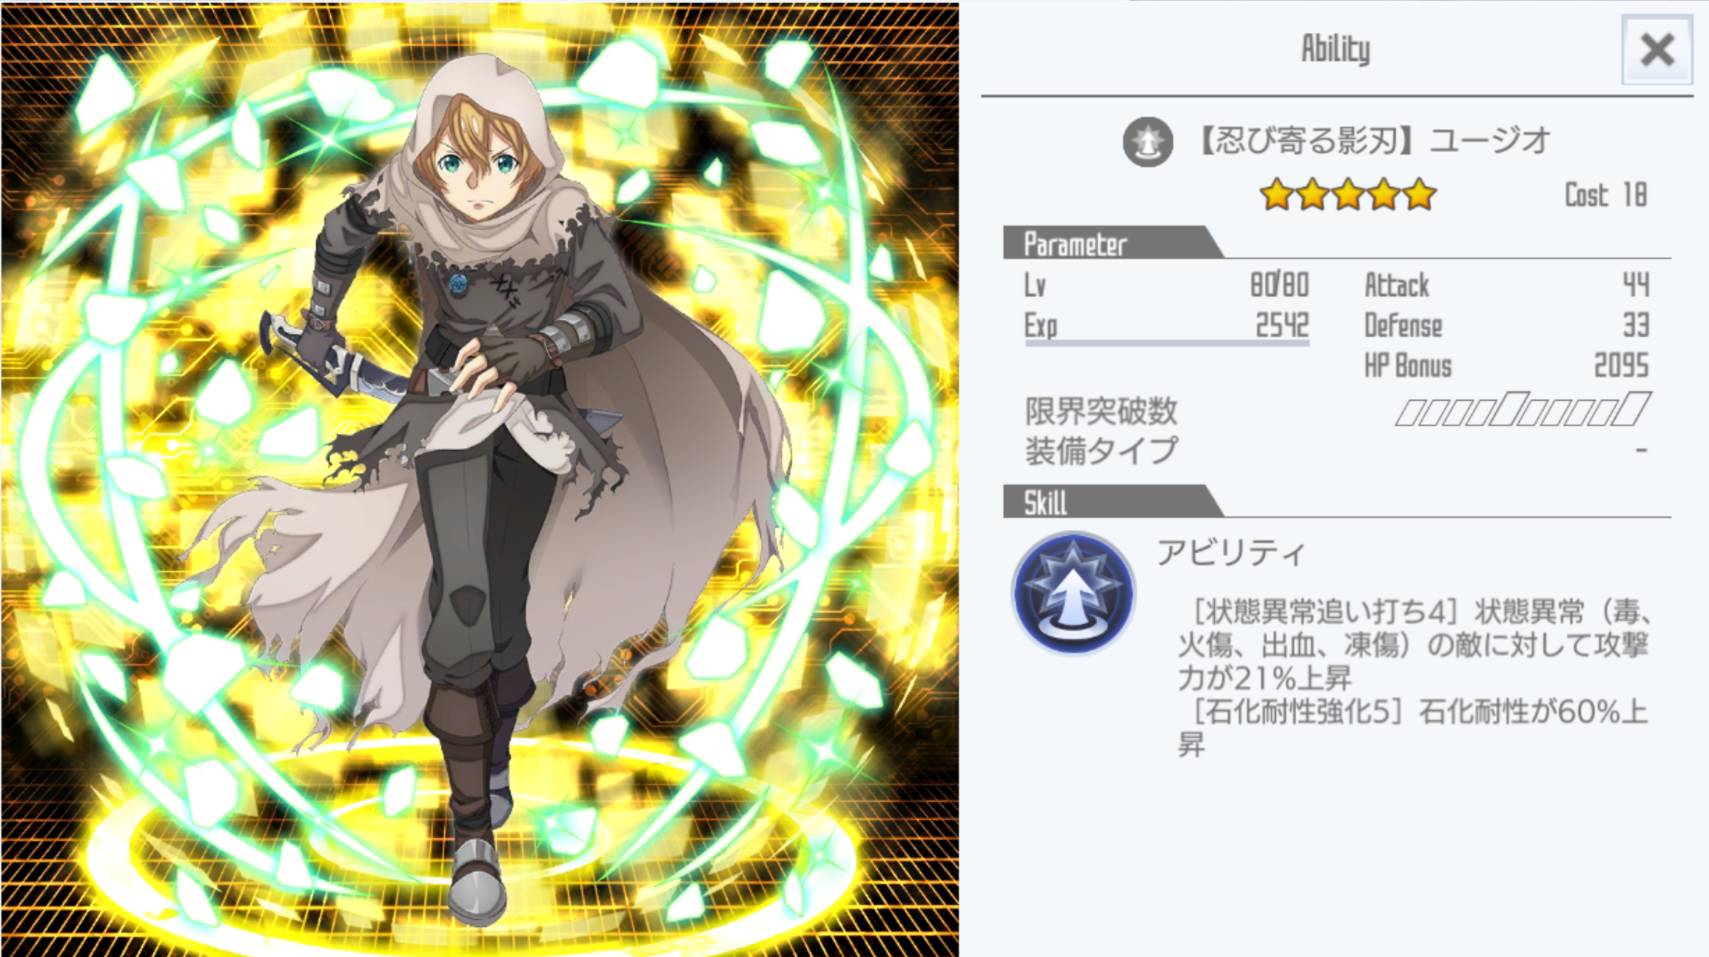 Ability
【忍び寄る影刃】ユージオ
Cost 18
Parameter
Lv 80/80 Attack 44
Exp 2542 Defense 33
HP Bonus 2095
限界突破数
装備タイプ -
Skill
アビリティ
［状態異常追い打ち4］状態異常（毒、
火傷、出血、凍傷）の敵に対して攻撃
力が21%上昇
［石化耐性強化5］石化耐性が60%上
昇